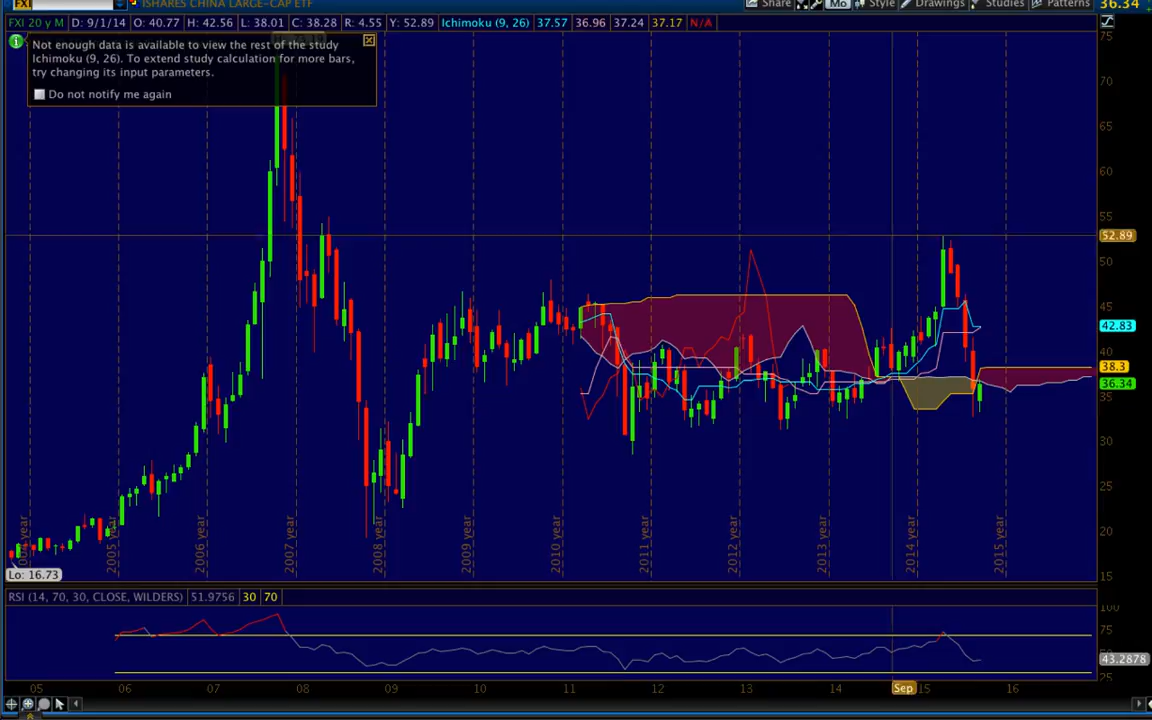 FXI
ISHARES CHINA LARGE-CAP ETF
Share
Mo
Style
Drawings
Studies
Patterns
36.34
FXI 20 y M
D: 9/1/14
O: 40.77
H: 42.56
L: 38.01
C: 38.28
R: 4.55
Y: 52.89
Ichimoku (9, 26)
37.57
36.96
37.24
37.17
N/A
Not enough data is available to view the rest of the study
Ichimoku (9, 26). To extend study calculation for more bars,
try changing its input parameters.
Do not notify me again
75
70
65
60
55
52.89
50
45
42.83
40
38.3
36.34
35
30
25
20
15
2005 year
2006 year
2007 year
2008 year
2009 year
2010 year
2011 year
2012 year
2013 year
2014 year
2015 year
Lo: 16.73
RSI (14, 70, 30, CLOSE, WILDERS)
51.9756
30
70
100
75
43.2878
25
05
06
07
08
09
10
11
12
13
14
Sep
15
16